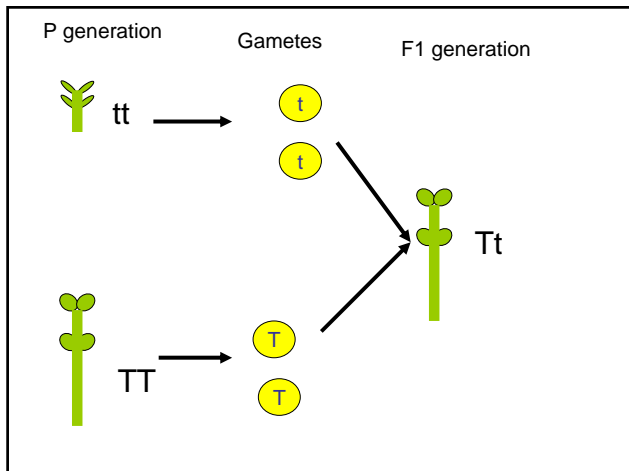 P generation
Gametes
F1 generation
tt
t
t
Tt
TT
T
T